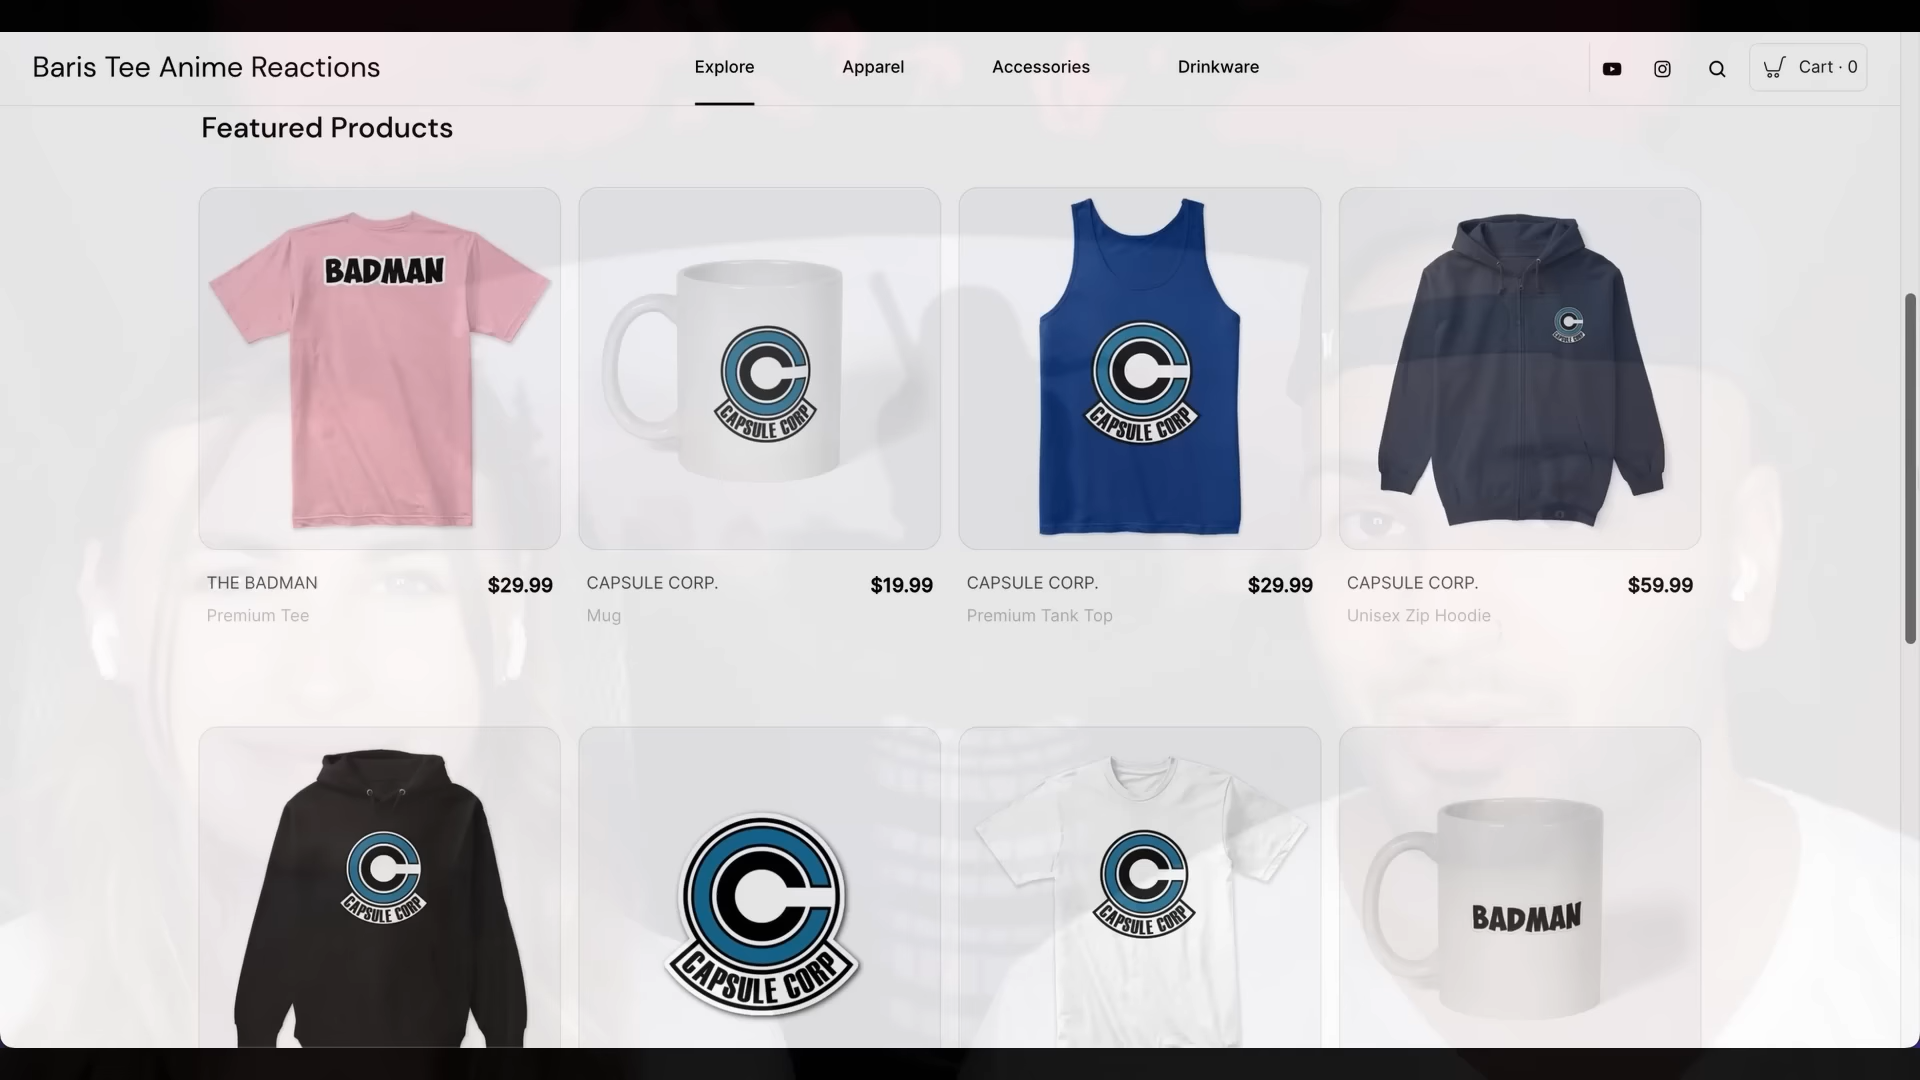 Baris Tee Anime Reactions
Explore
Apparel
Accessories
Drinkware
Cart · 0
Featured Products
BADMAN
CAPSULE CORP
CAPSULE CORP
CAPSULE CORP
THE BADMAN
$29.99
Premium Tee
CAPSULE CORP.
$19.99
Mug
CAPSULE CORP.
$29.99
Premium Tank Top
CAPSULE CORP.
$59.99
Unisex Zip Hoodie
CAPSULE CORP
CAPSULE CORP
CAPSULE CORP
BADMAN